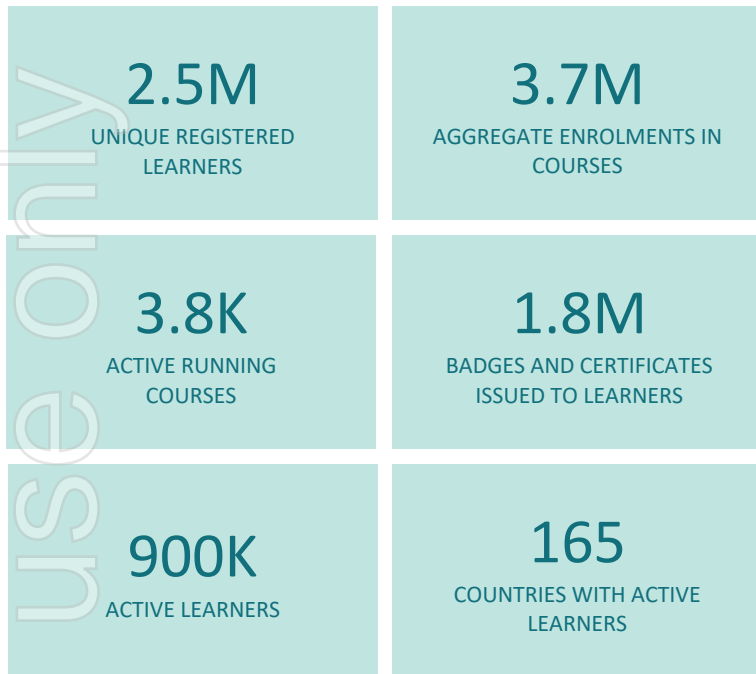 2.5M
UNIQUE REGISTERED
LEARNERS
3.7M
AGGREGATE ENROLMENTS IN
COURSES
3.8K
ACTIVE RUNNING
COURSES
1.8M
BADGES AND CERTIFICATES
ISSUED TO LEARNERS
900K
ACTIVE LEARNERS
165
COUNTRIES WITH ACTIVE
LEARNERS
use only